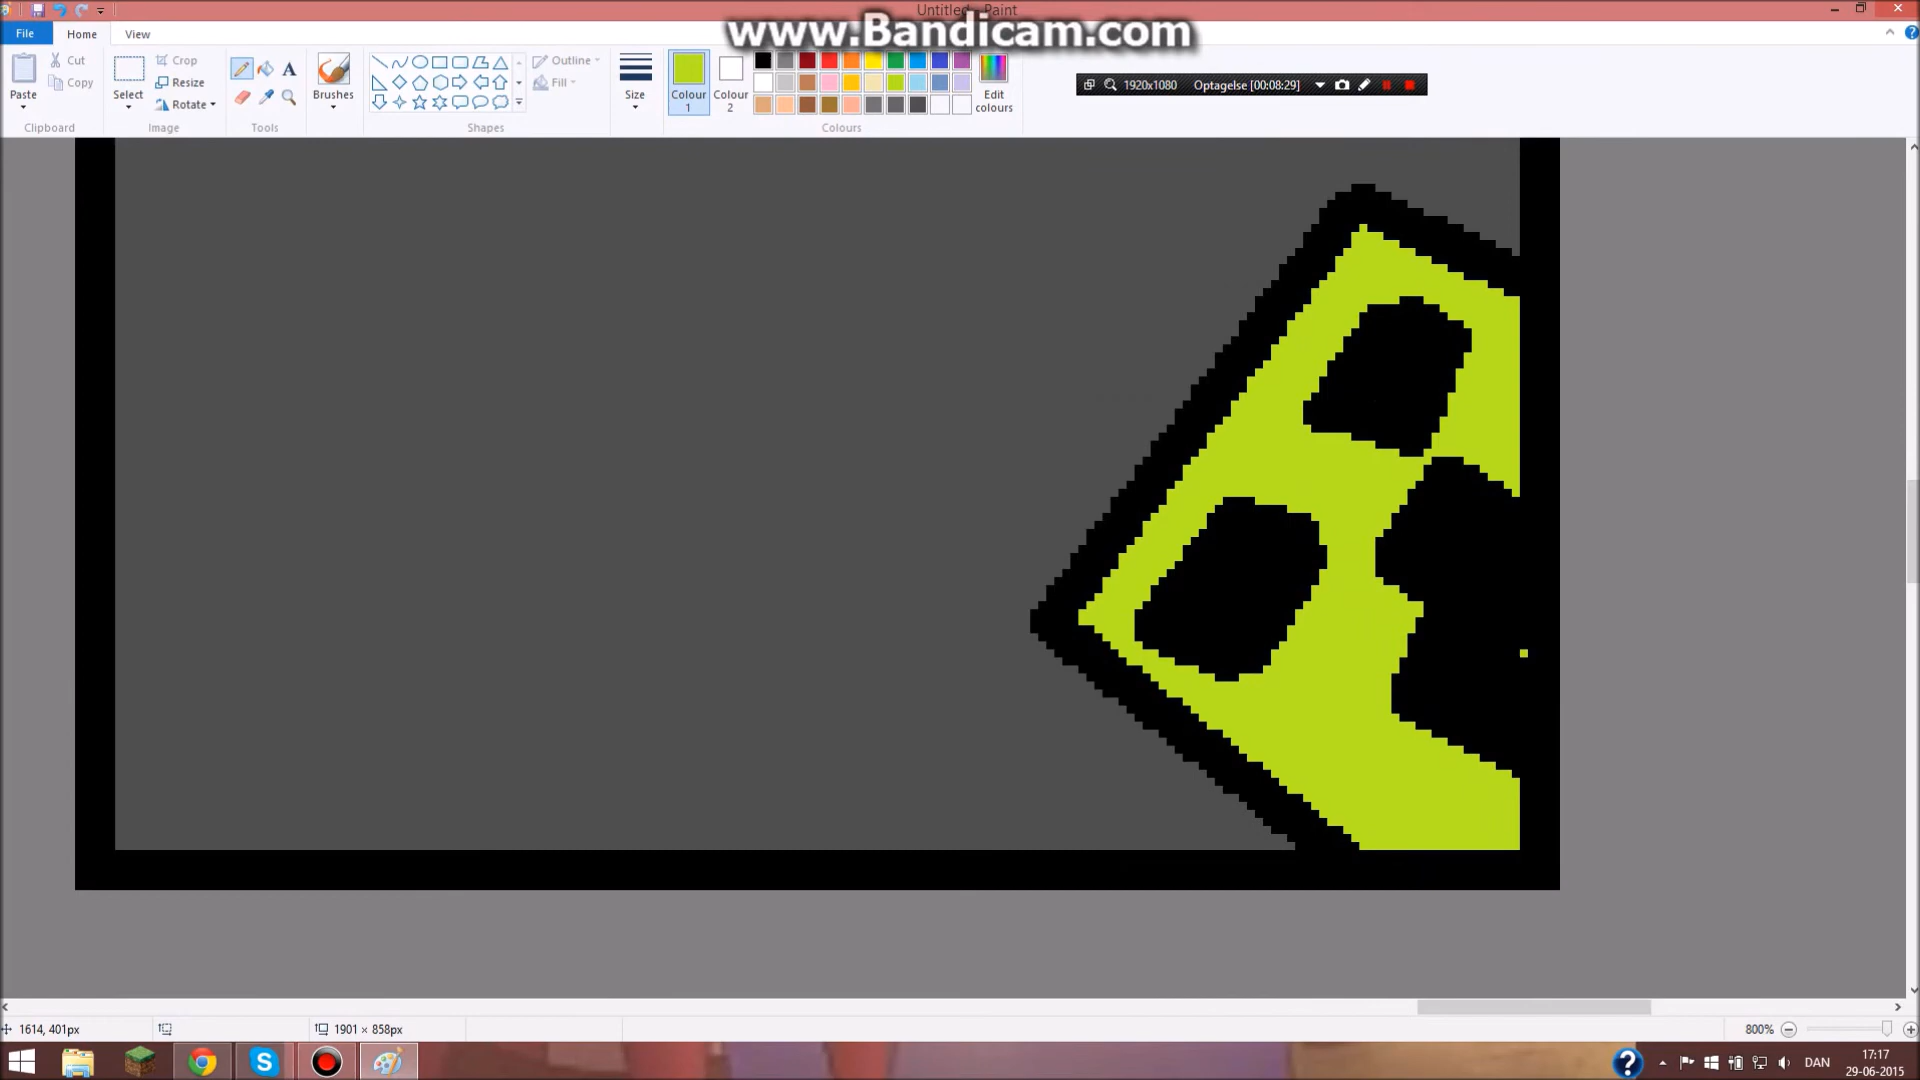 Untitled - Paint
www.Bandicam.com
File Home View
Paste
Cut
Copy
Clipboard
Select
Crop
Resize
Rotate
Image
Tools
Brushes
Shapes
Outline
Fill
Size
Colour 1
Colour 2
Edit colours
Colours
1920x1080 Optagelse [00:08:29]
1614, 401px
1901 × 858px
800%
DAN
17:17
29-06-2015